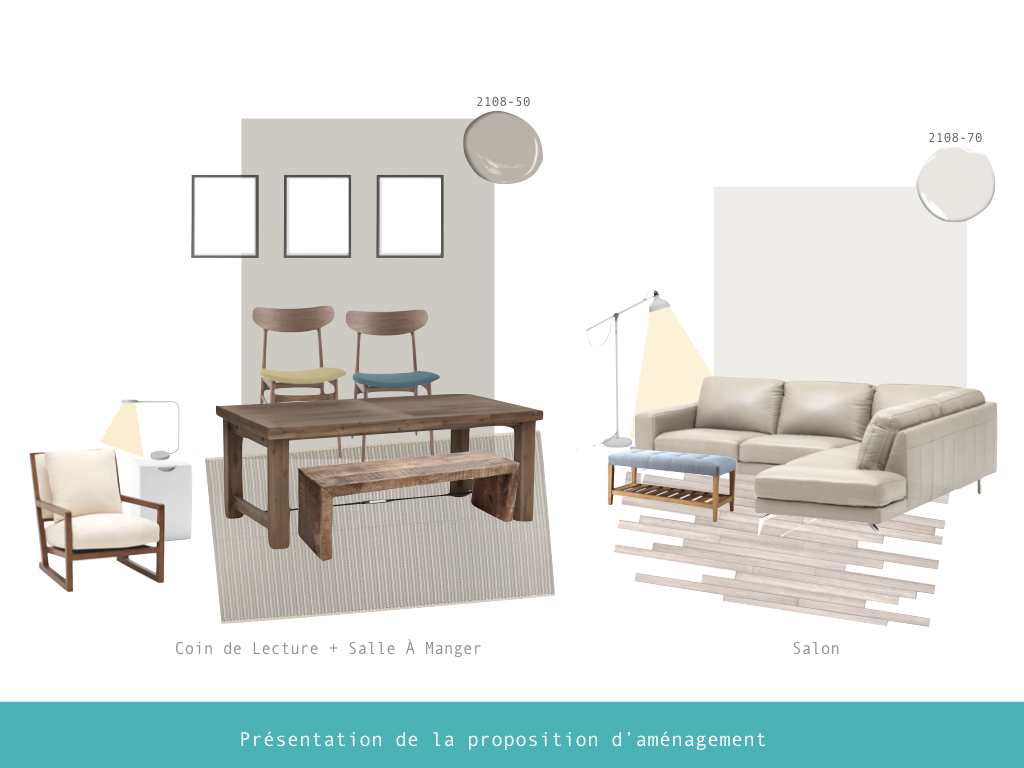 2108-50
2108-70
Coin de Lecture + Salle À Manger
Salon
Présentation de la proposition d'aménagement